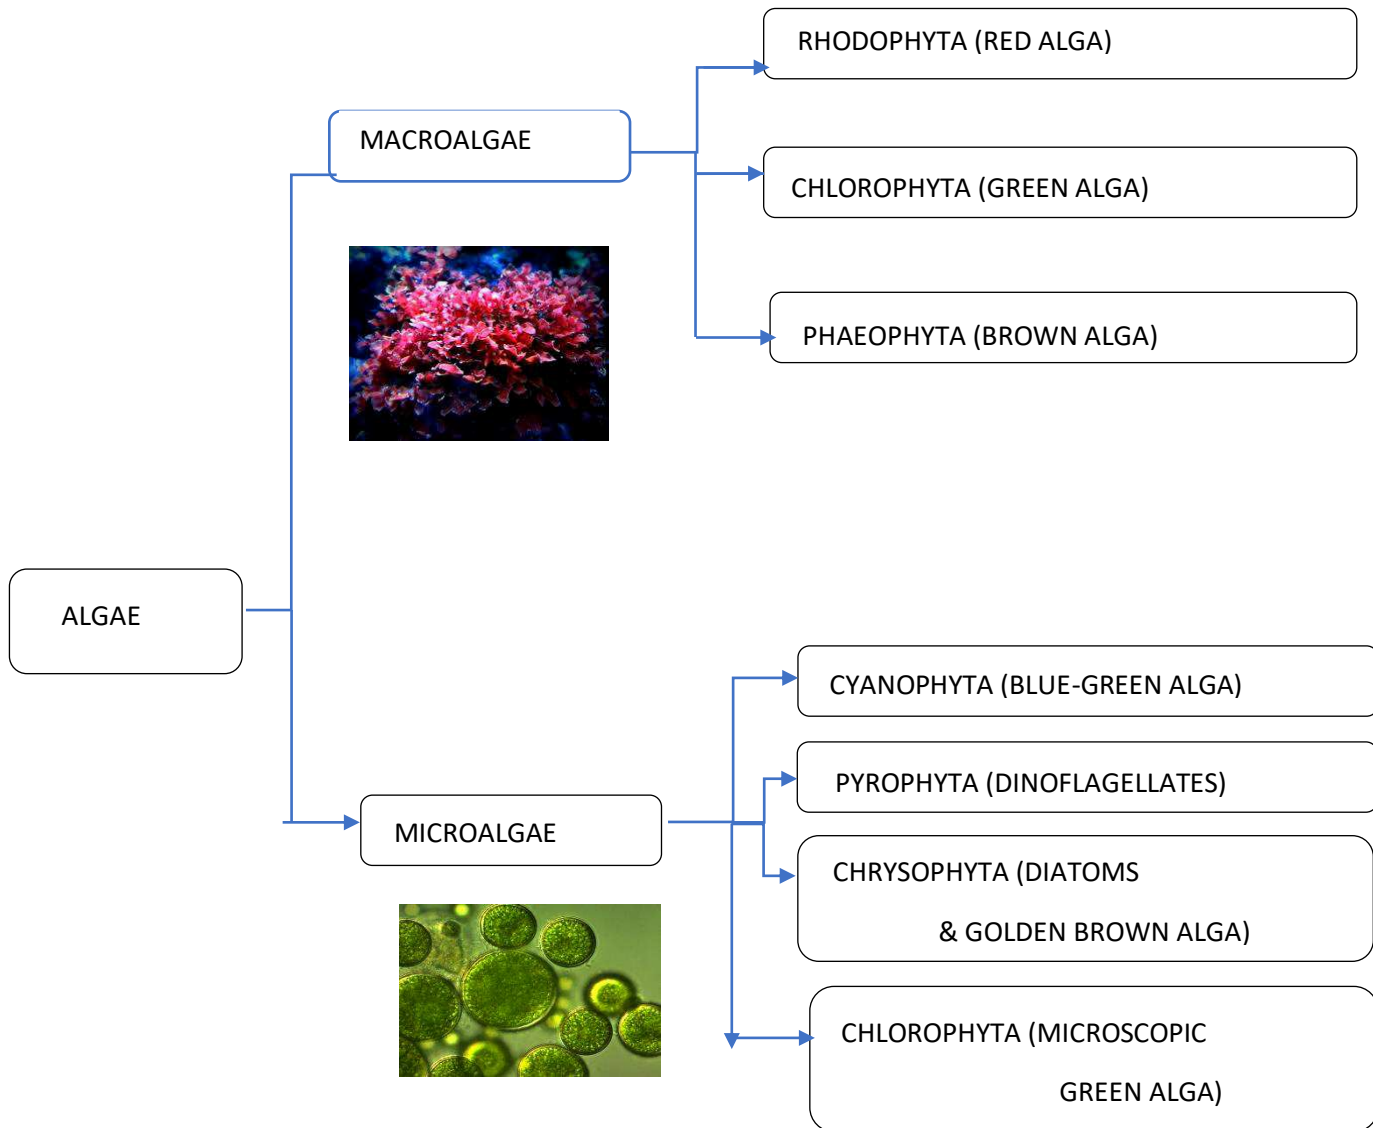 RHODOPHYTA (RED ALGA)
MACROALGAE
CHLOROPHYTA (GREEN ALGA)
PHAEOPHYTA (BROWN ALGA)
ALGAE
CYANOPHYTA (BLUE-GREEN ALGA)
PYROPHYTA (DINOFLAGELLATES)
MICROALGAE
CHRYSOPHYTA (DIATOMS
& GOLDEN BROWN ALGA)
CHLOROPHYTA (MICROSCOPIC
GREEN ALGA)